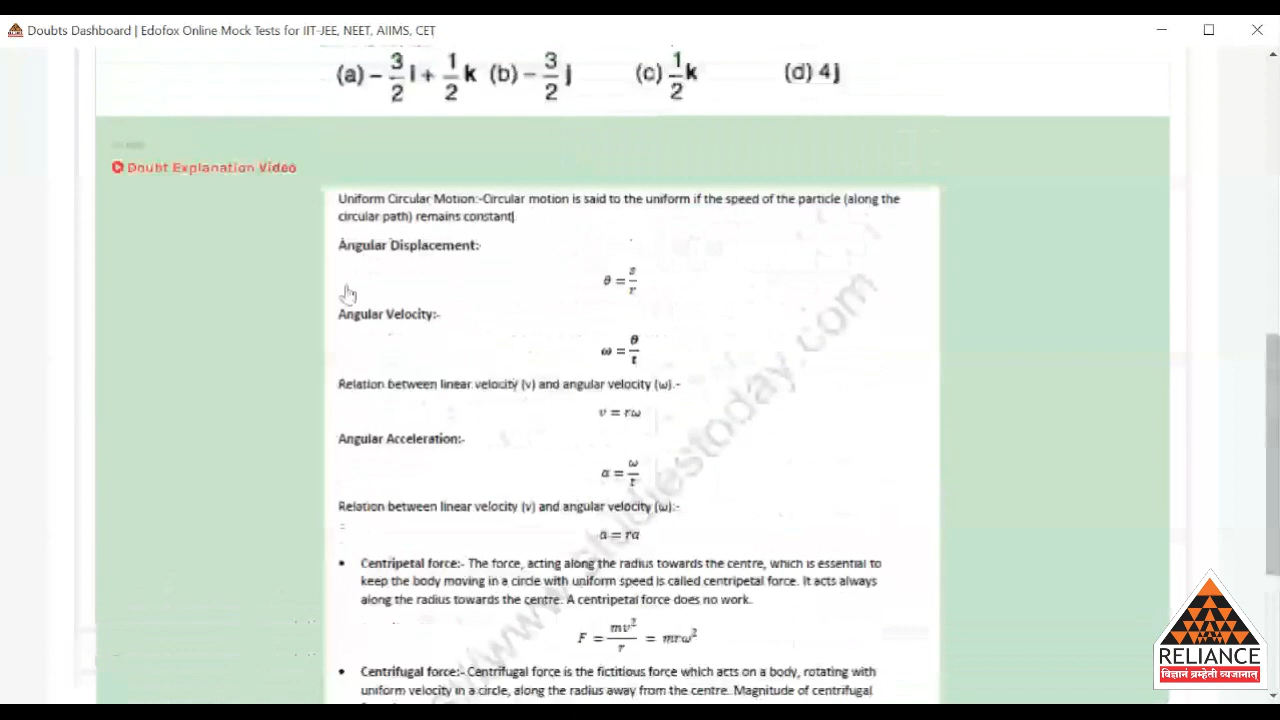 Doubts Dashboard | Edofox Online Mock Tests for IIT-JEE, NEET, AIIMS, CET
(a) – 3/2 i + 1/2 k (b) – 3/2 j (c) 1/2 k (d) 4 j
Doubt Explanation Video
Uniform Circular Motion:-Circular motion is said to the uniform if the speed of the particle (along the
circular path) remains constant
Angular Displacement:-
θ = s/r
Angular Velocity:-
ω = θ/t
Relation between linear velocity (v) and angular velocity (ω).-
v = rω
Angular Acceleration:-
α = ω/t
Relation between linear velocity (v) and angular velocity (ω):-
a = rα
• Centripetal force:- The force, acting along the radius towards the centre, which is essential to
keep the body moving in a circle with uniform speed is called centripetal force. It acts always
along the radius towards the centre. A centripetal force does no work.
F = mv²/r = mrω²
• Centrifugal force:- Centrifugal force is the fictitious force which acts on a body, rotating with
uniform velocity in a circle, along the radius away from the centre. Magnitude of centrifugal
www.studiestoday.com
RELIANCE